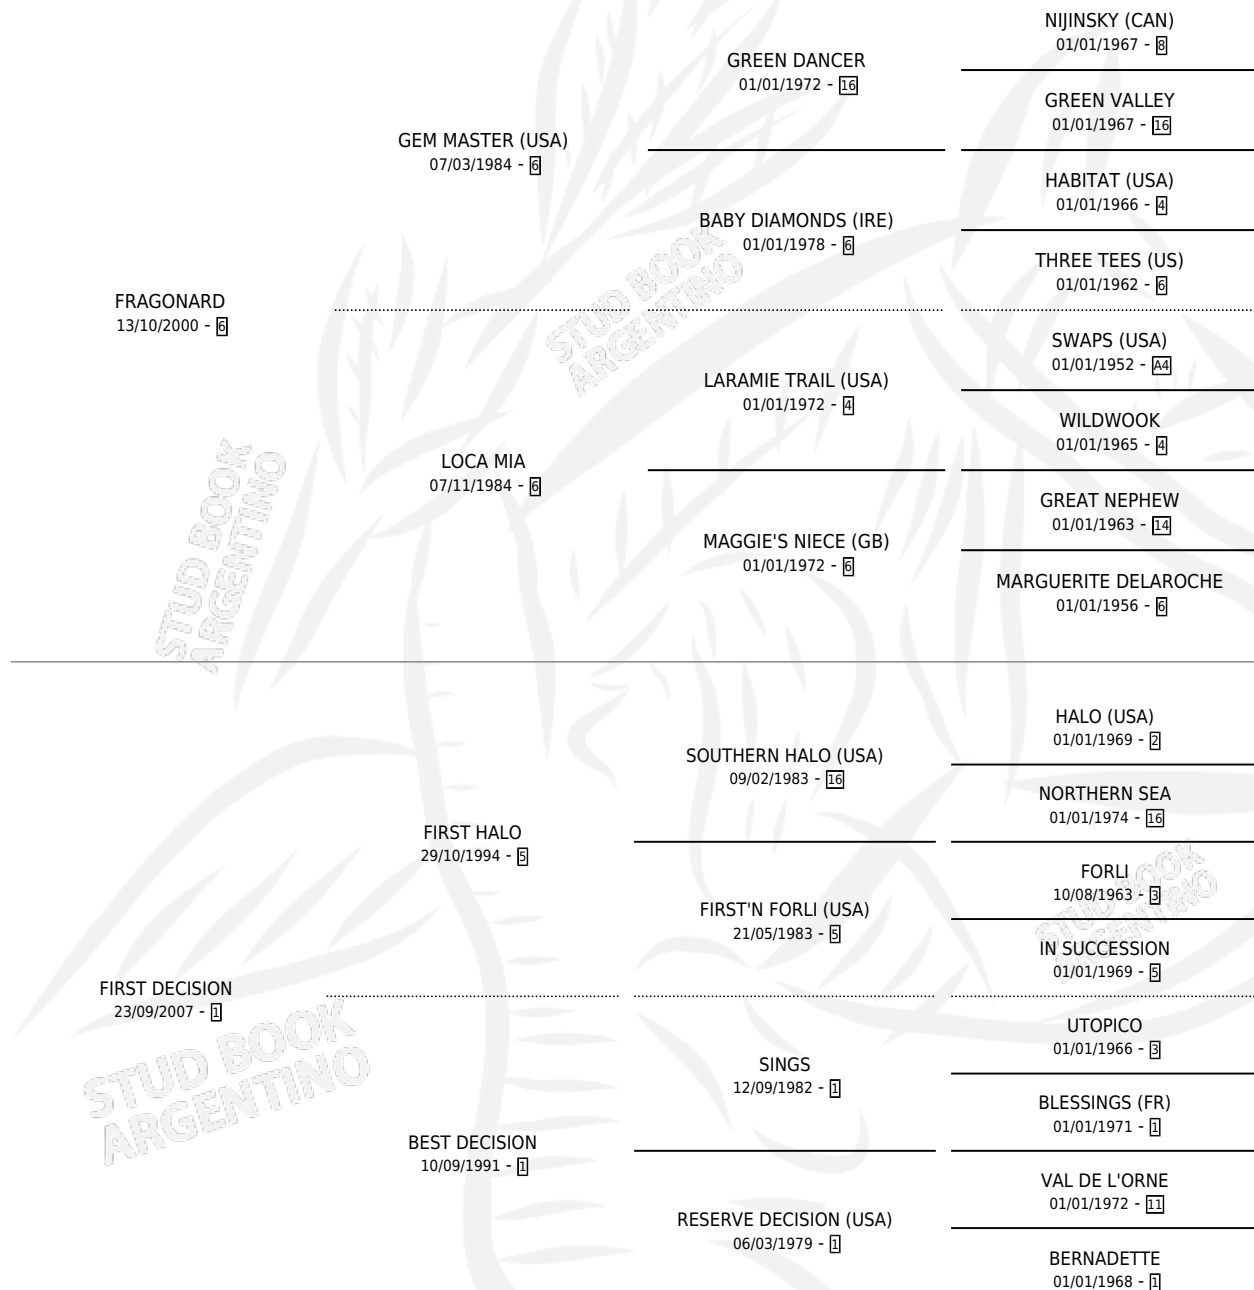 NIJINSKY (CAN)
01/01/1967 - 8
GREEN DANCER
01/01/1972 - 16
GREEN VALLEY
01/01/1967 - 16
GEM MASTER (USA)
07/03/1984 - 6
HABITAT (USA)
01/01/1966 - 4
BABY DIAMONDS (IRE)
01/01/1978 - 6
THREE TEES (US)
01/01/1962 - 6
FRAGONARD
13/10/2000 - 6
SWAPS (USA)
01/01/1952 - A4
LARAMIE TRAIL (USA)
01/01/1972 - 4
WILDWOOK
01/01/1965 - 4
LOCA MIA
07/11/1984 - 6
GREAT NEPHEW
01/01/1963 - 14
MAGGIE'S NIECE (GB)
01/01/1972 - 6
MARGUERITE DELAROCHE
01/01/1956 - 6
HALO (USA)
01/01/1969 - 2
SOUTHERN HALO (USA)
09/02/1983 - 16
NORTHERN SEA
01/01/1974 - 16
FIRST HALO
29/10/1994 - 5
FORLI
10/08/1963 - 3
FIRST'N FORLI (USA)
21/05/1983 - 5
IN SUCCESSION
01/01/1969 - 5
FIRST DECISION
23/09/2007 - 1
UTOPICO
01/01/1966 - 3
SINGS
12/09/1982 - 1
BLESSINGS (FR)
01/01/1971 - 1
BEST DECISION
10/09/1991 - 1
VAL DE L'ORNE
01/01/1972 - 11
RESERVE DECISION (USA)
06/03/1979 - 1
BERNADETTE
01/01/1968 - 1
STUD BOOK
ARGENTINO
STUD BOOK
ARGENTINO
STUD BOOK
ARGENTINO
STUD BOOK
ARGENTINO